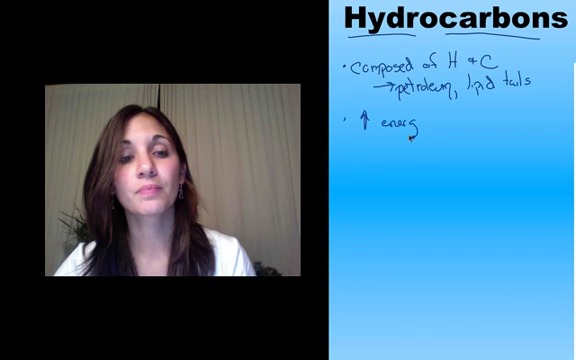 Hydrocarbons
· composed of H + C
→ petroleum, lipid tails
· ↑ energ